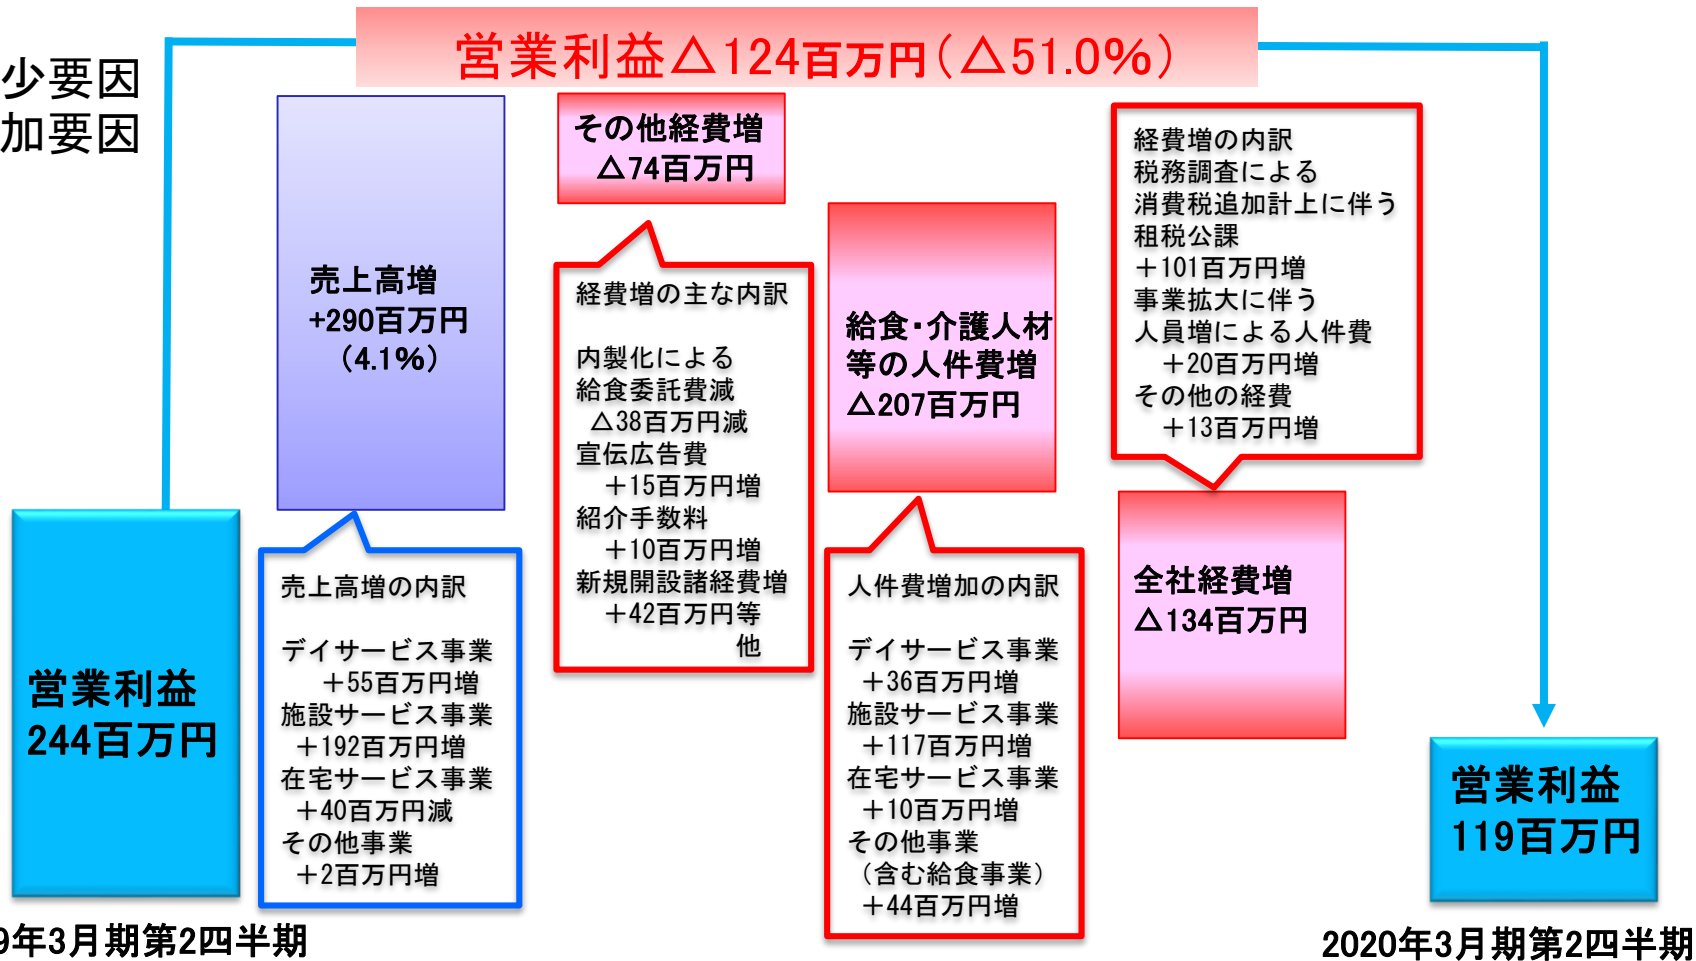 営業利益△124百万円（△51.0%）
少要因
加要因
売上高増
+290百万円
（4.1%）
その他経費増
△74百万円
給食・介護人材
等の人件費増
△207百万円
経費増の内訳
税務調査による
消費税追加計上に伴う
租税公課
＋101百万円増
事業拡大に伴う
人員増による人件費
＋20百万円増
その他の経費
＋13百万円増
経費増の主な内訳
内製化による
給食委託費減
△38百万円減
宣伝広告費
＋15百万円増
紹介手数料
＋10百万円増
新規開設諸経費増
＋42百万円等
他
全社経費増
△134百万円
営業利益
244百万円
売上高増の内訳
デイサービス事業
＋55百万円増
施設サービス事業
＋192百万円増
在宅サービス事業
＋40百万円減
その他事業
＋2百万円増
人件費増加の内訳
デイサービス事業
＋36百万円増
施設サービス事業
＋117百万円増
在宅サービス事業
＋10百万円増
その他事業
（含む給食事業）
＋44百万円増
営業利益
119百万円
9年3月期第2四半期
2020年3月期第2四半期